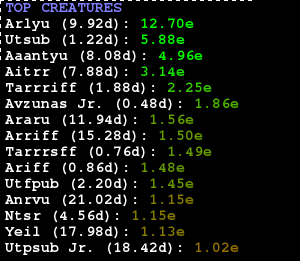 TOP CREATURES
Arlyu (9.92d): 12.70e
Utsub (1.22d): 5.88e
Aaantyu (8.08d): 4.96e
Aitrr (7.88d): 3.14e
Tarrriff (1.88d): 2.25e
Avzunas Jr. (0.48d): 1.86e
Araru (11.94d): 1.56e
Arriff (15.28d): 1.50e
Tarrrsff (0.76d): 1.49e
Ariff (0.86d): 1.48e
Utfpub (2.20d): 1.45e
Anrvu (21.02d): 1.15e
Ntsr (4.56d): 1.15e
Yeil (17.98d): 1.13e
Utpsub Jr. (18.42d): 1.02e